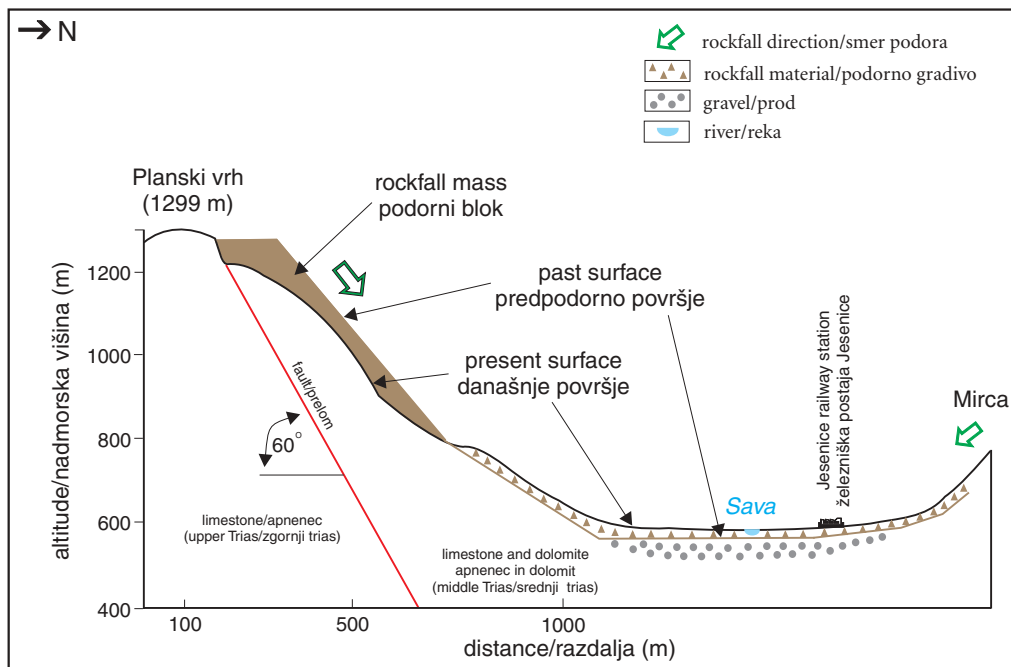 → N
rockfall direction/smer podora
rockfall material/podorno gradivo
gravel/prod
river/reka
Planski vrh
(1299 m)
rockfall mass
podorni blok
past surface
predpodorno površje
present surface
današnje površje
Jesenice railway station
železniška postaja Jesenice
Mirca
Sava
fault/prelom
60°
limestone/apnenec
(upper Trias/zgornji trias)
limestone and dolomite
apnenec in dolomit
(middle Trias/srednji trias)
altitude/nadmorska višina (m)
1200
1000
800
600
400
100
500
1000
distance/razdalja (m)